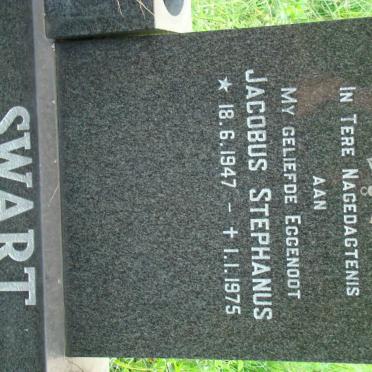 IN TERE NAGEDAGTENIS
AAN
MY GELIEFDE EGGENOOT
JACOBUS STEPHANUS
★ 18.6.1947 – ✝ 1.1.1975
SWART